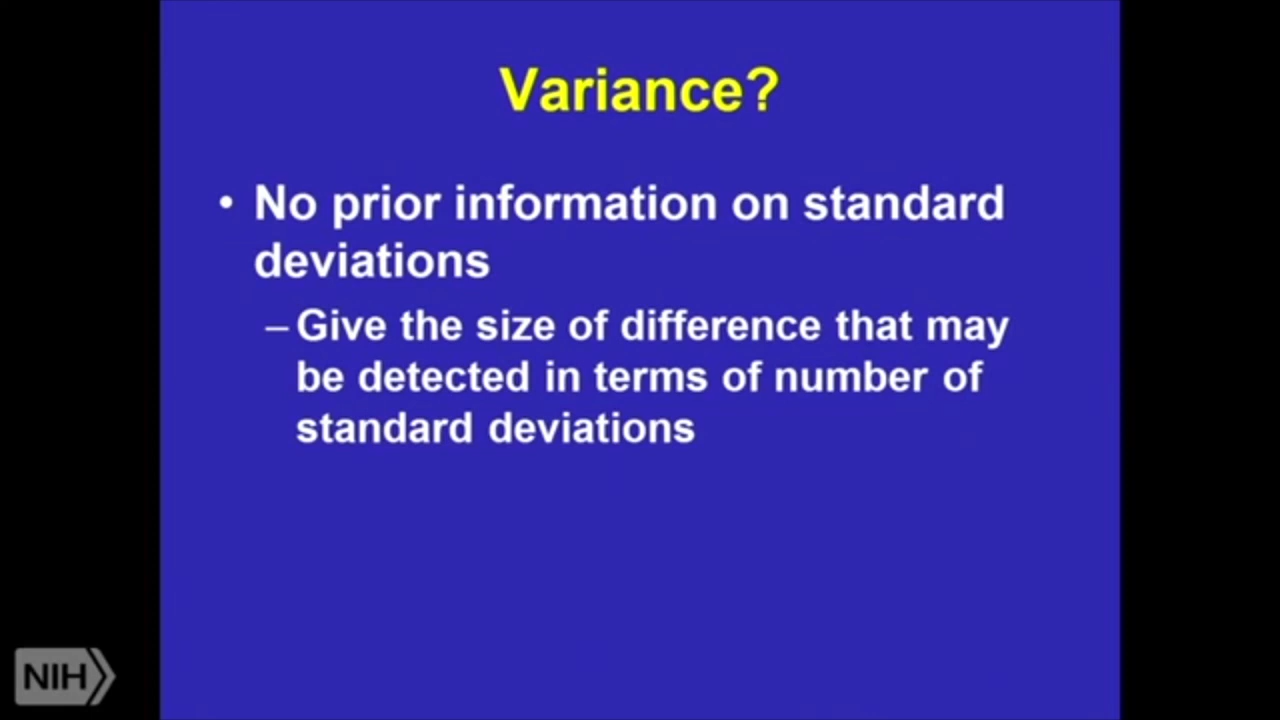 Variance?
• No prior information on standard
deviations
– Give the size of difference that may
be detected in terms of number of
standard deviations
NIH